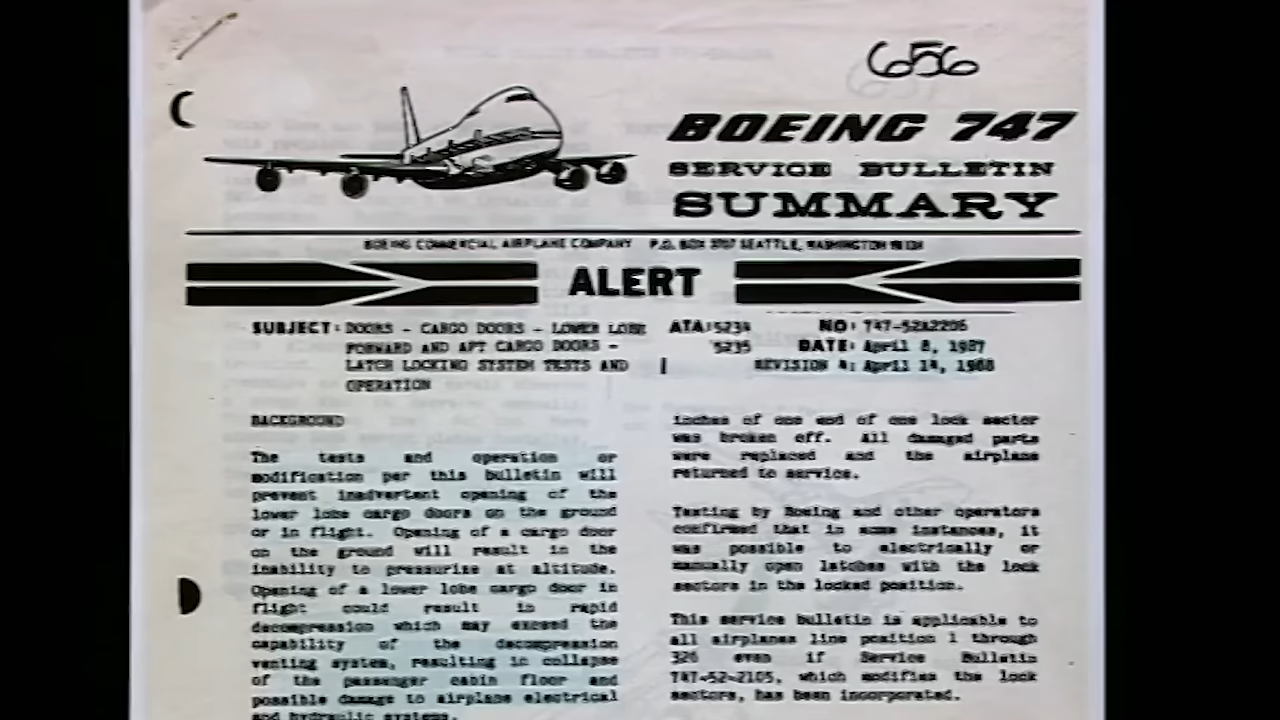 656
BOEING 747
SERVICE BULLETIN
SUMMARY
BOEING COMMERCIAL AIRPLANE COMPANY P.O. BOX 3707 SEATTLE, WASHINGTON
ALERT
SUBJECT: DOORS - CARGO DOORS - LOWER LOBE
FORWARD AND AFT CARGO DOORS -
LATCH LOCKING SYSTEM TESTS AND
OPERATION
ATA: 5234
5235
NO: 747-52A2206
DATE: April 8, 1987
REVISION 4: April 14, 1988
BACKGROUND
The tests and operation or
modification per this bulletin will
prevent inadvertent opening of the
lower lobe cargo doors on the ground
or in flight. Opening of a cargo door
on the ground will result in the
inability to pressurize at altitude.
Opening of a lower lobe cargo door in
flight could result in rapid
decompression which may exceed the
capability of the decompression
venting system, resulting in collapse
of the passenger cabin floor and
possible damage to airplane electrical
and hydraulic systems.
inches of one end of one lock sector
was broken off. All damaged parts
were replaced and the airplane
returned to service.
Testing by Boeing and other operators
confirmed that in some instances, it
was possible to electrically or
manually open latches with the lock
sectors in the locked position.
This service bulletin is applicable to
all airplanes line position 1 through
326 even if Service Bulletin
747-52-2105, which modifies the lock
sectors, has been incorporated.